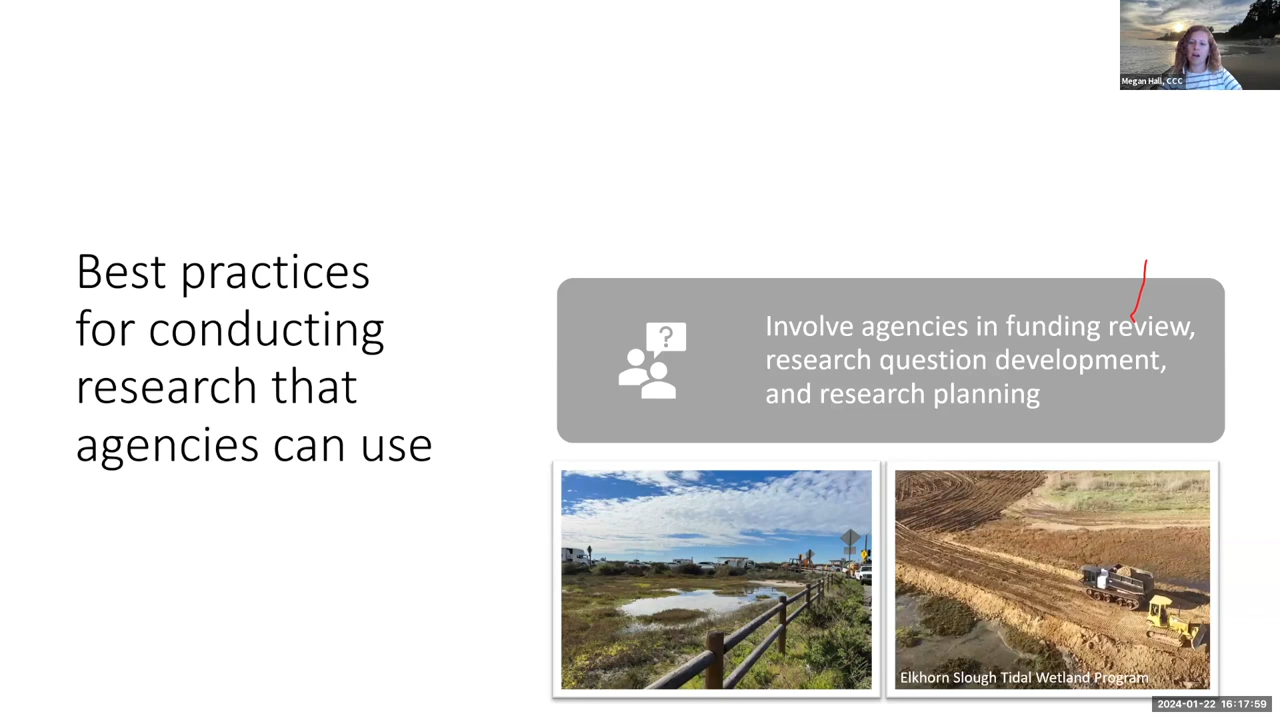 Megan Hall, CCC
Best practices
for conducting
research that
agencies can use
?
Involve agencies in funding review,
research question development,
and research planning
Elkhorn Slough Tidal Wetland Program
2024-01-22 16:17:59